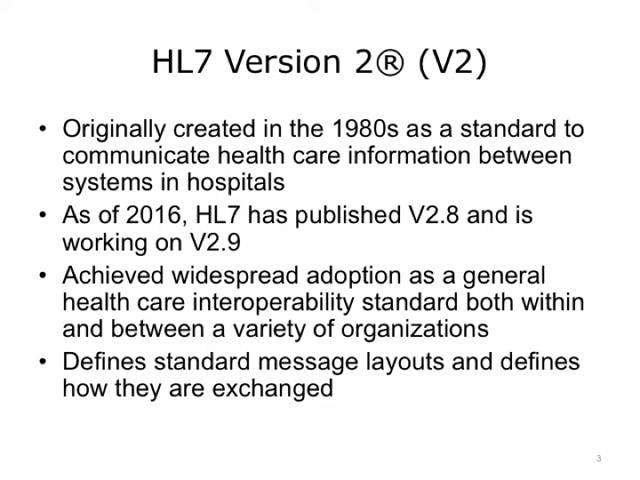 HL7 Version 2® (V2)
• Originally created in the 1980s as a standard to
communicate health care information between
systems in hospitals
• As of 2016, HL7 has published V2.8 and is
working on V2.9
• Achieved widespread adoption as a general
health care interoperability standard both within
and between a variety of organizations
• Defines standard message layouts and defines
how they are exchanged
3